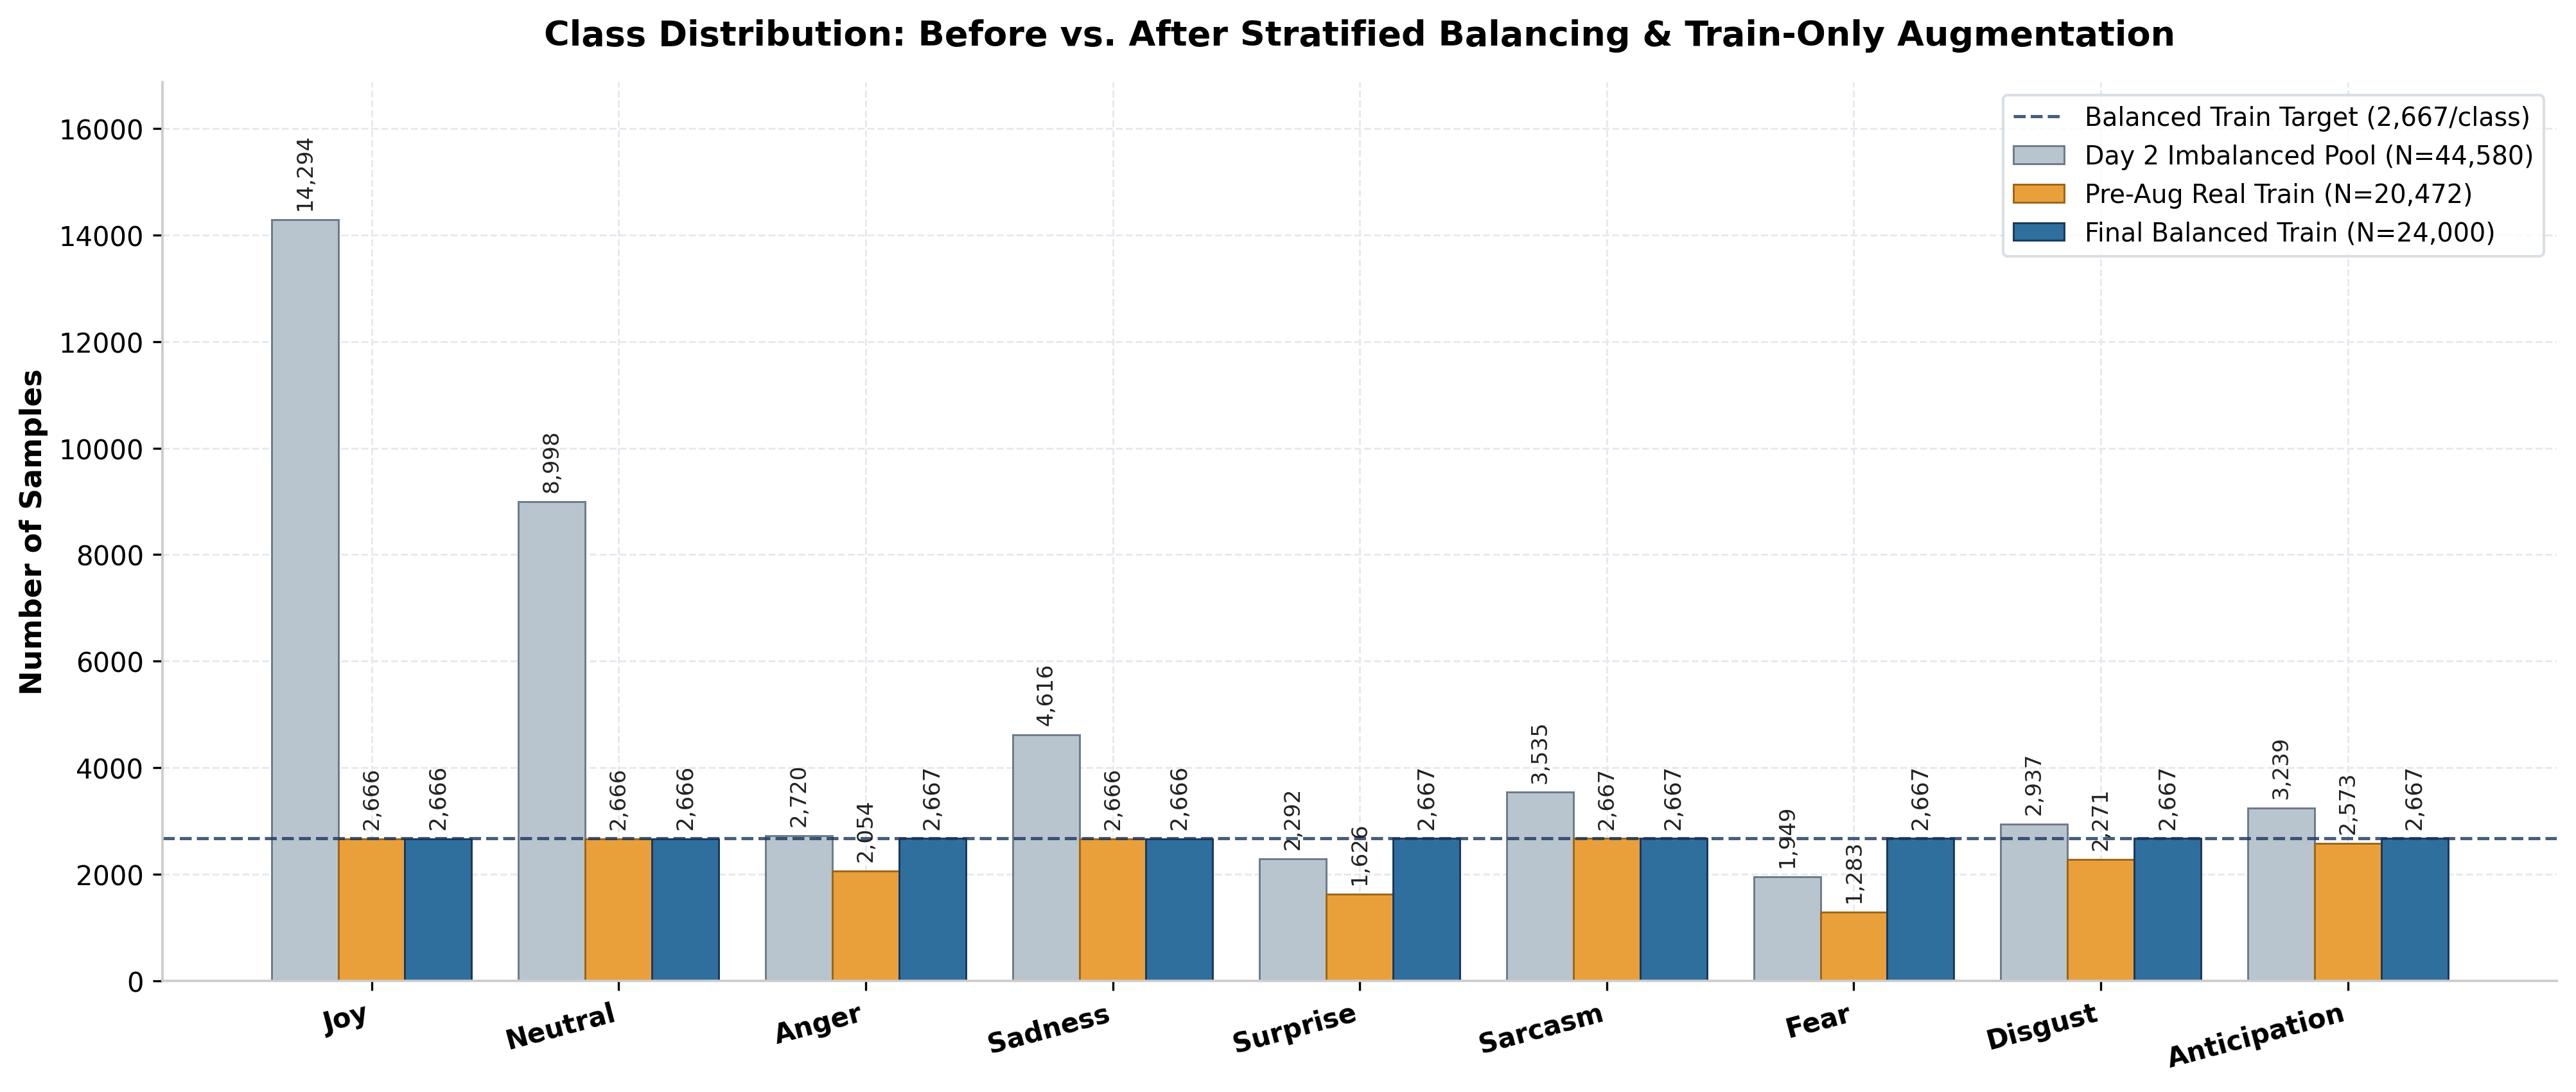 Class Distribution: Before vs. After Stratified Balancing & Train-Only Augmentation
Number of Samples
16000
14000
12000
10000
8000
6000
4000
2000
0
Balanced Train Target (2,667/class)
Day 2 Imbalanced Pool (N=44,580)
Pre-Aug Real Train (N=20,472)
Final Balanced Train (N=24,000)
14,294
2,666
2,666
8,998
2,666
2,666
2,720
2,054
2,667
4,616
2,666
2,666
2,292
1,626
2,667
3,535
2,667
2,667
1,949
1,283
2,667
2,937
2,271
2,667
3,239
2,573
2,667
Joy
Neutral
Anger
Sadness
Surprise
Sarcasm
Fear
Disgust
Anticipation